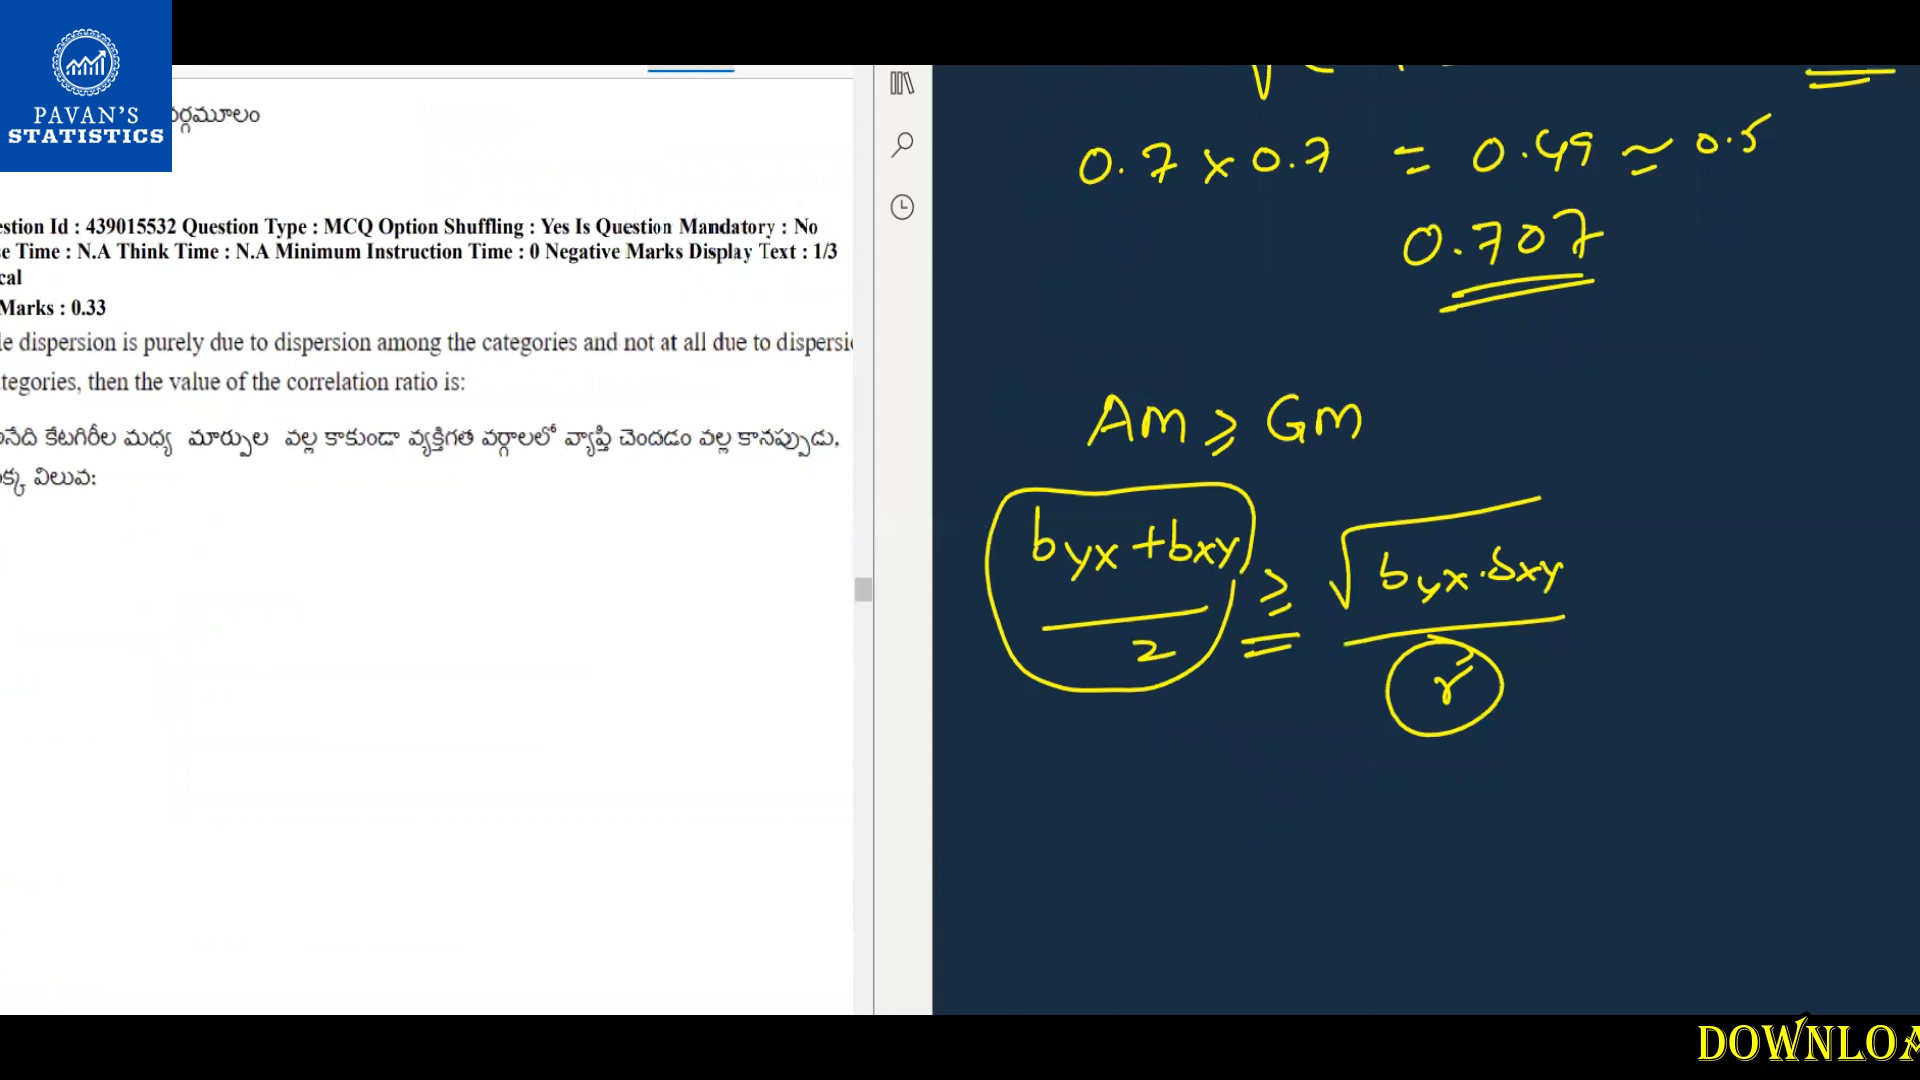 PAVAN'S
STATISTICS
వర్గమూలం
estion Id : 439015532 Question Type : MCQ Option Shuffling : Yes Is Question Mandatory : No
e Time : N.A Think Time : N.A Minimum Instruction Time : 0 Negative Marks Display Text : 1/3
cal
Marks : 0.33
le dispersion is purely due to dispersion among the categories and not at all due to dispersi
tegories, then the value of the correlation ratio is:
అనేది కేటగిరీల మధ్య మార్పుల వల్ల కాకుండా వ్యక్తిగత వర్గాలలో వ్యాప్తి చెందడం వల్ల కానప్పుడు,
క్క విలువ:
0.7 x 0.7 = 0.49 ≃ 0.5
0.707
Am ⩾ Gm
byx + bxy / 2 ⩾ √ byx . bxy
r
DOWNLOA